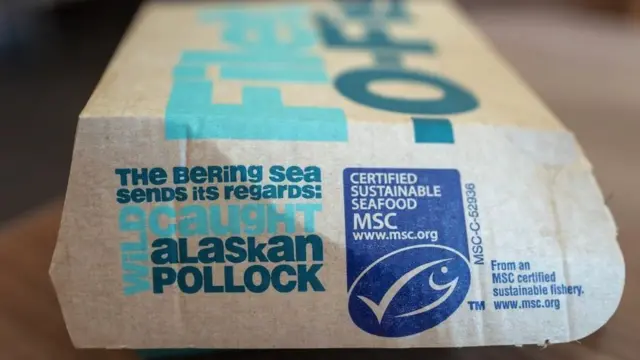 Filet
-O-Fis
THE BERING SEA
SENDS ITS REGARDS:
WILD
CAUGHT
ALASKAN
POLLOCK
CERTIFIED
SUSTAINABLE
SEAFOOD
MSC
www.msc.org
MSC-C-52936
TM
From an
MSC certified
sustainable fishery.
www.msc.org